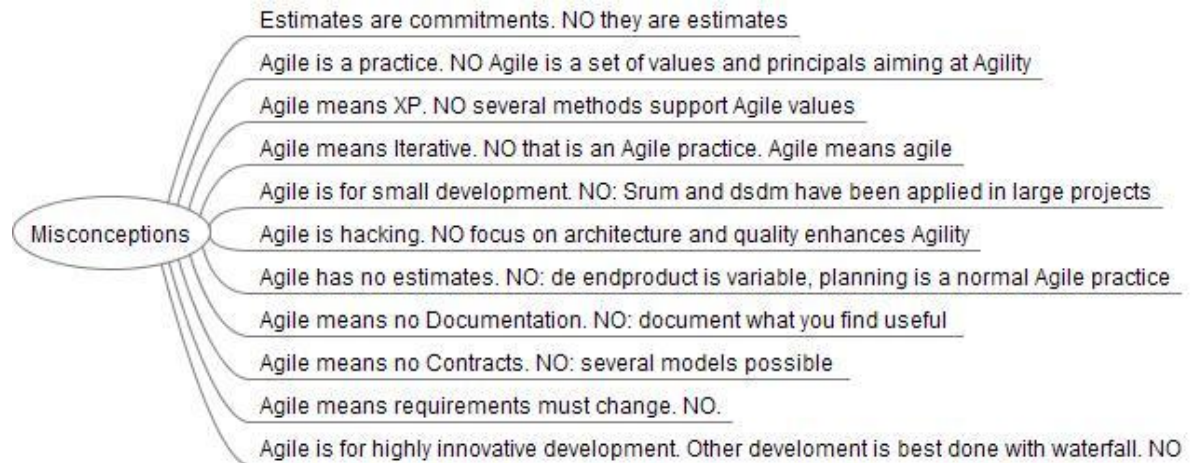 Estimates are commitments. NO they are estimates
Agile is a practice. NO Agile is a set of values and principals aiming at Agility
Agile means XP. NO several methods support Agile values
Agile means Iterative. NO that is an Agile practice. Agile means agile
Agile is for small development. NO: Srum and dsdm have been applied in large projects
Misconceptions
Agile is hacking. NO focus on architecture and quality enhances Agility
Agile has no estimates. NO: de endproduct is variable, planning is a normal Agile practice
Agile means no Documentation. NO: document what you find useful
Agile means no Contracts. NO: several models possible
Agile means requirements must change. NO.
Agile is for highly innovative development. Other develoment is best done with waterfall. NO